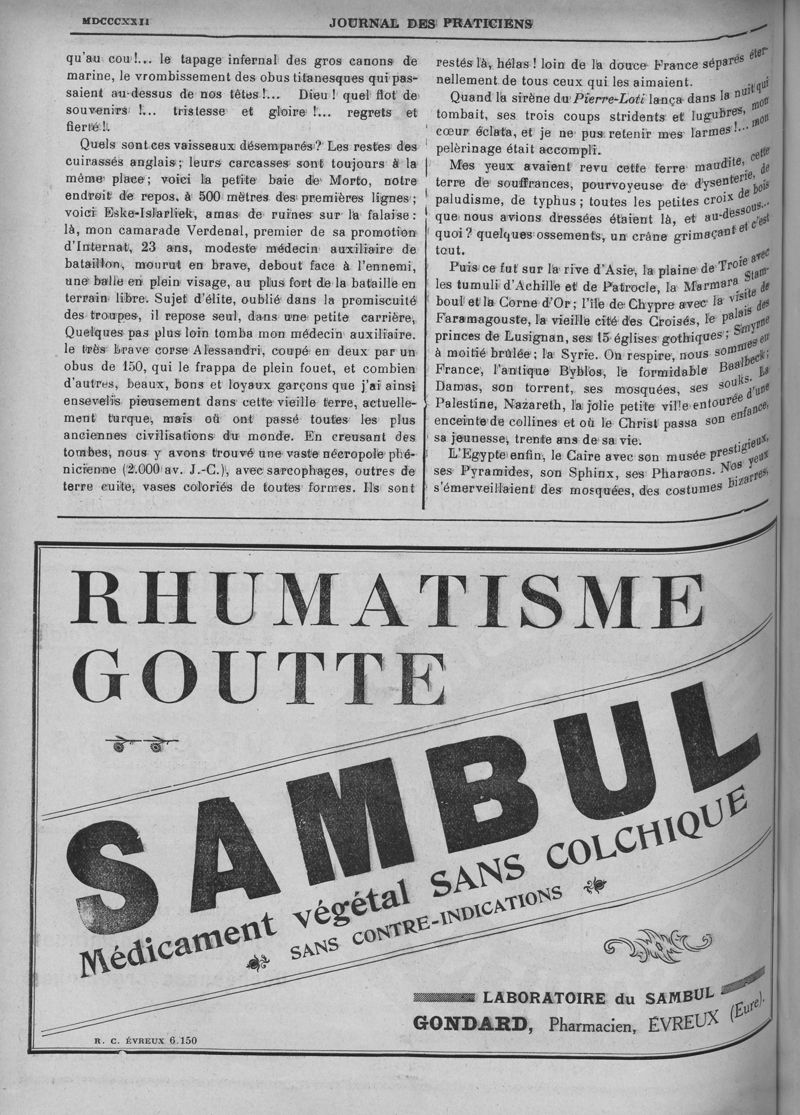 MDCCCXXII
JOURNAL DES PRATICIENS
qu'au cou!... le tapage infernal des gros canons de
marine, le vrombissement des obus titanesques qui pas-
saient au-dessus de nos têtes!... Dieu! quel flot de
souvenirs !... tristesse et gloire !... regrets et
fierté!.
Quels sont ces vaisseaux désemparés? Les restes des
cuirassés anglais; leurs carcasses sont toujours à la
même place; voici la petite baie de Morto, notre
endroit de repos, à 500 mètres des premières lignes;
voici Eske-Islarliek, amas de ruines sur la falaise:
là, mon camarade Verdenal, premier de sa promotion
d'Internat, 23 ans, modeste médecin auxiliaire de
bataillon, mourut en brave, debout face à l'ennemi,
une balle en plein visage, au plus fort de la bataille en
terrain libre. Sujet d'élite, oublié dans la promiscuité
des troupes, il repose seul, dans une petite carrière,
Quelques pas plus loin tomba mon médecin auxiliaire.
le très brave corse Alessandri, coupé en deux par un
obus de 150, qui le frappa de plein fouet, et combien
d'autres, beaux, bons et loyaux garçons que j'ai ainsi
ensevelis pieusement dans cette vieille terre, actuelle-
ment turque, mais où ont passé toutes les plus
anciennes civilisations du monde. En creusant des
tombes, nous y avons trouvé une vaste nécropole phé-
nicienne (2.000 av. J.-C.), avec sarcophages, outres de
terre cuite, vases coloriés de toutes formes. Ils sont
restés là, hélas! loin de la douce France séparés éter-
nellement de tous ceux qui les aimaient.
Quand la sirène du Pierre-Loti lança dans la nuit qui
tombait, ses trois coups stridents et lugubres, mon
cœur éclata, et je ne pus retenir mes larmes!... mon
pelèrinage était accompli.
Mes yeux avaient revu cette terre maudite, cette
terre de souffrances, pourvoyeuse de dysenterie, de
paludisme, de typhus; toutes les petites croix de bois
que nous avions dressées étaient là, et au-dessous...
quoi? quelques ossements, un crâne grimaçant et c'est
tout.
Puis ce fut sur la rive d'Asie, la plaine de Troie avec
les tumuli d'Achille et de Patrocle, la Marmara Stam-
boul et la Corne d'Or; l'île de Chypre avec la visite de
Faramagouste, la vieille cité des Croisés, le palais des
princes de Lusignan, ses 15 églises gothiques; Smyrne
à moitié brûlée; la Syrie. On respire, nous sommes en
France, l'antique Byblos, le formidable Baalbeck;
Damas, son torrent, ses mosquées, ses souks. La
Palestine, Nazareth, la jolie petite ville entourée d'une
enceinte de collines et où le Christ passa son enfance,
sa jeunesse, trente ans de sa vie.
L'Egypte enfin, le Caire avec son musée prestigieux,
ses Pyramides, son Sphinx, ses Pharaons. Nos yeux
s'émerveillaient des mosquées, des costumes bizarres,
RHUMATISME
GOUTTE
SAMBUL
Médicament végétal SANS COLCHIQUE
SANS CONTRE-INDICATIONS
LABORATOIRE du SAMBUL
GONDARD, Pharmacien, ÉVREUX (Eure).
R. C. ÉVREUX 6.150